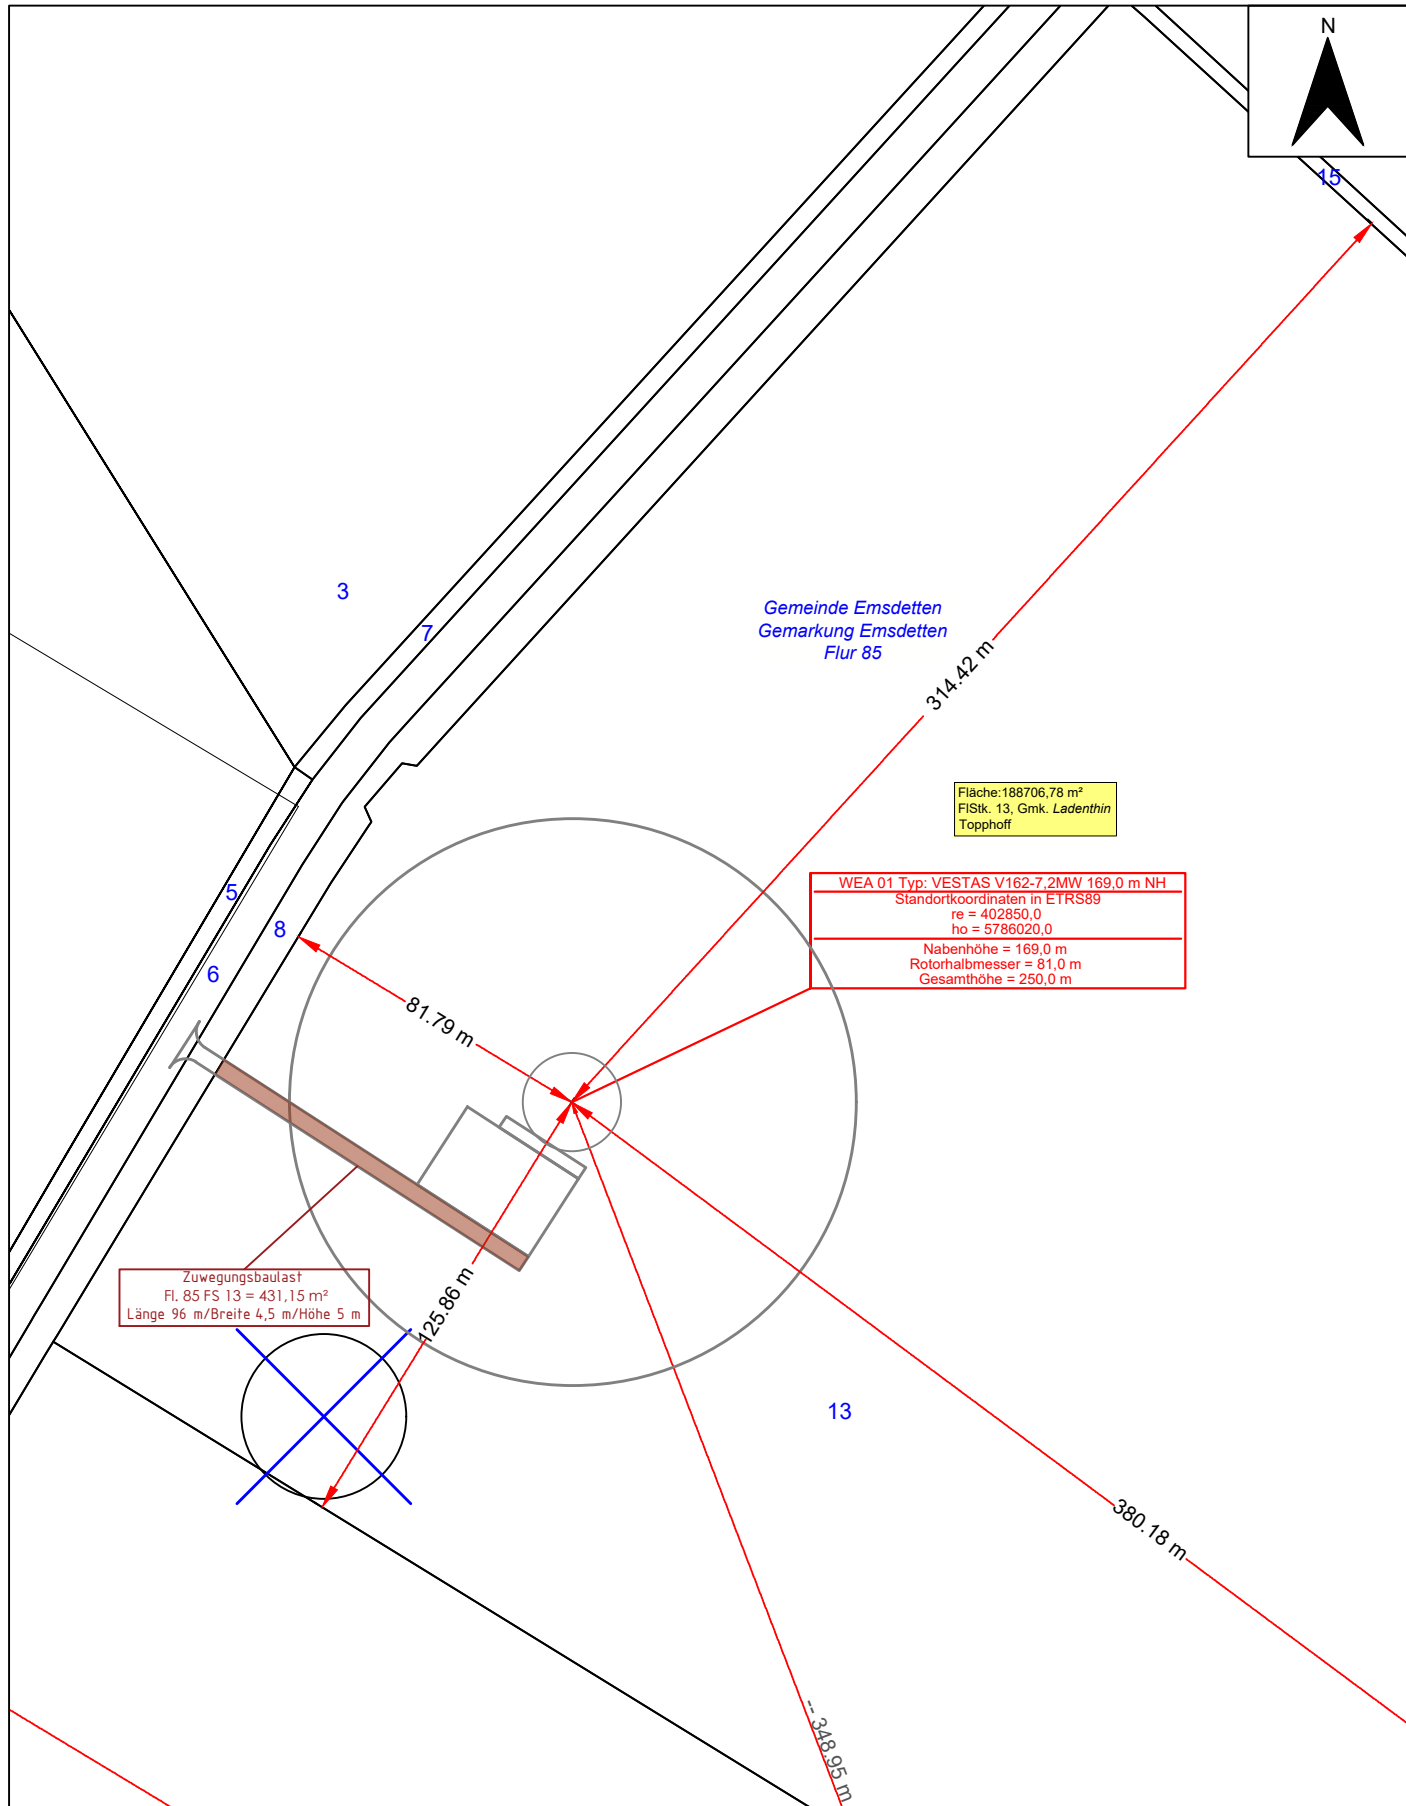 N
15
3
7
Gemeinde Emsdetten
Gemarkung Emsdetten
Flur 85
314.42 m
Fläche:188706,78 m²
FlStk. 13, Gmk. Ladenthin
Topphoff
WEA 01 Typ: VESTAS V162-7,2MW 169,0 m NH
Standortkoordinaten in ETRS89
re = 402850,0
ho = 5786020,0
Nabenhöhe = 169,0 m
Rotorhalbmesser = 81,0 m
Gesamthöhe = 250,0 m
5
8
6
81.79 m
Zuwegungsbaulast
Fl. 85 FS 13 = 431,15 m²
Länge 96 m/Breite 4,5 m/Höhe 5 m
125.86 m
13
380.18 m
-- 348.95 m